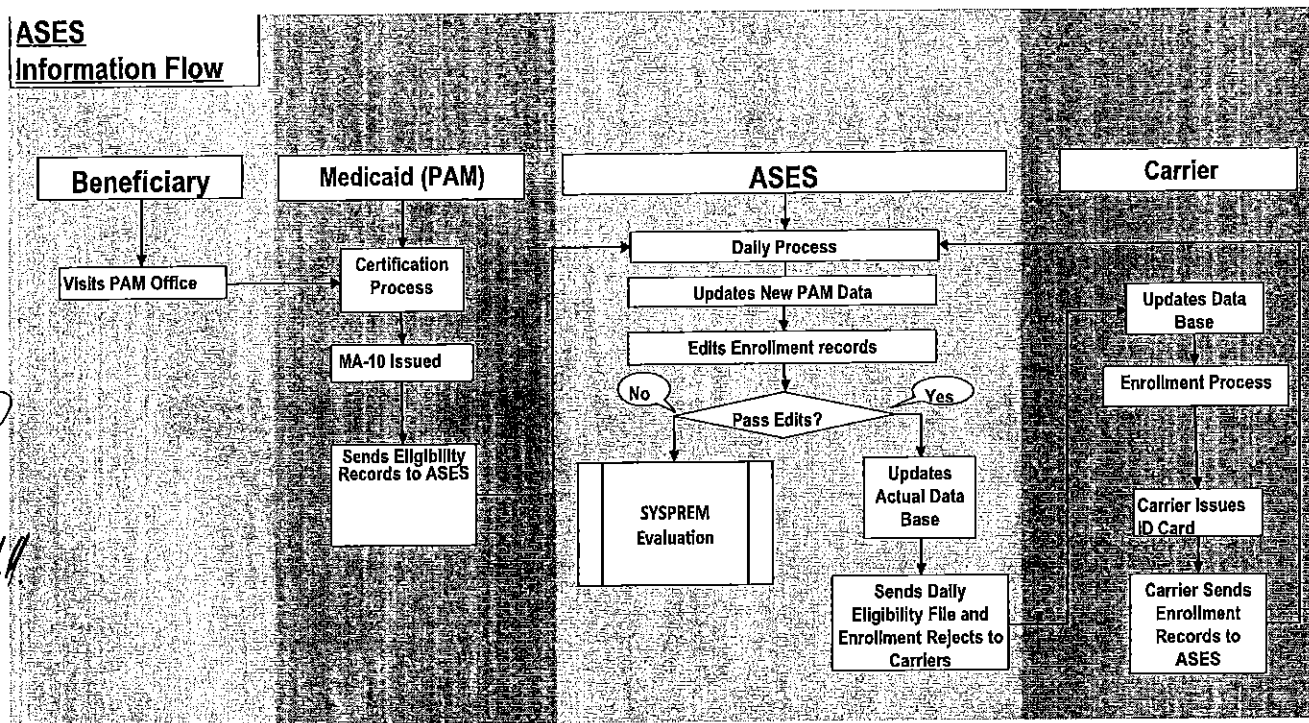 ASES
Information Flow
Beneficiary
Visits PAM Office
Medicaid (PAM)
Certification
Process
MA-10 Issued
Sends Eligibility
Records to ASES
ASES
Daily Process
Updates New PAM Data
Edits Enrollment records
No
Pass Edits?
Yes
SYSPREM
Evaluation
Updates
Actual Data
Base
Sends Daily
Eligibility File and
Enrollment Rejects to
Carriers
Carrier
Updates Data
Base
Enrollment Process
Carrier Issues
ID Card
Carrier Sends
Enrollment
Records to
ASES